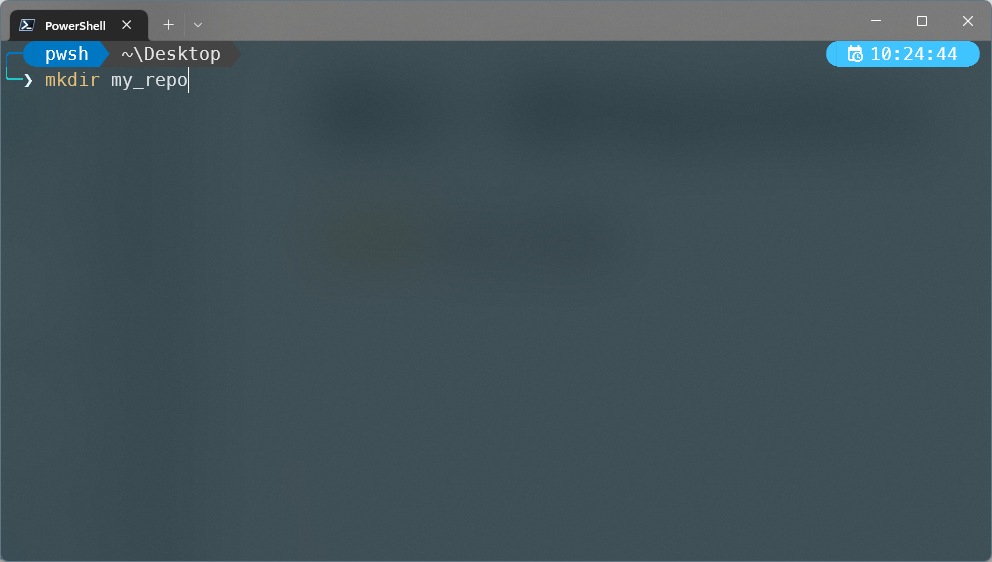 PowerShell
pwsh ~\Desktop 10:24:44
❯ mkdir my_repo